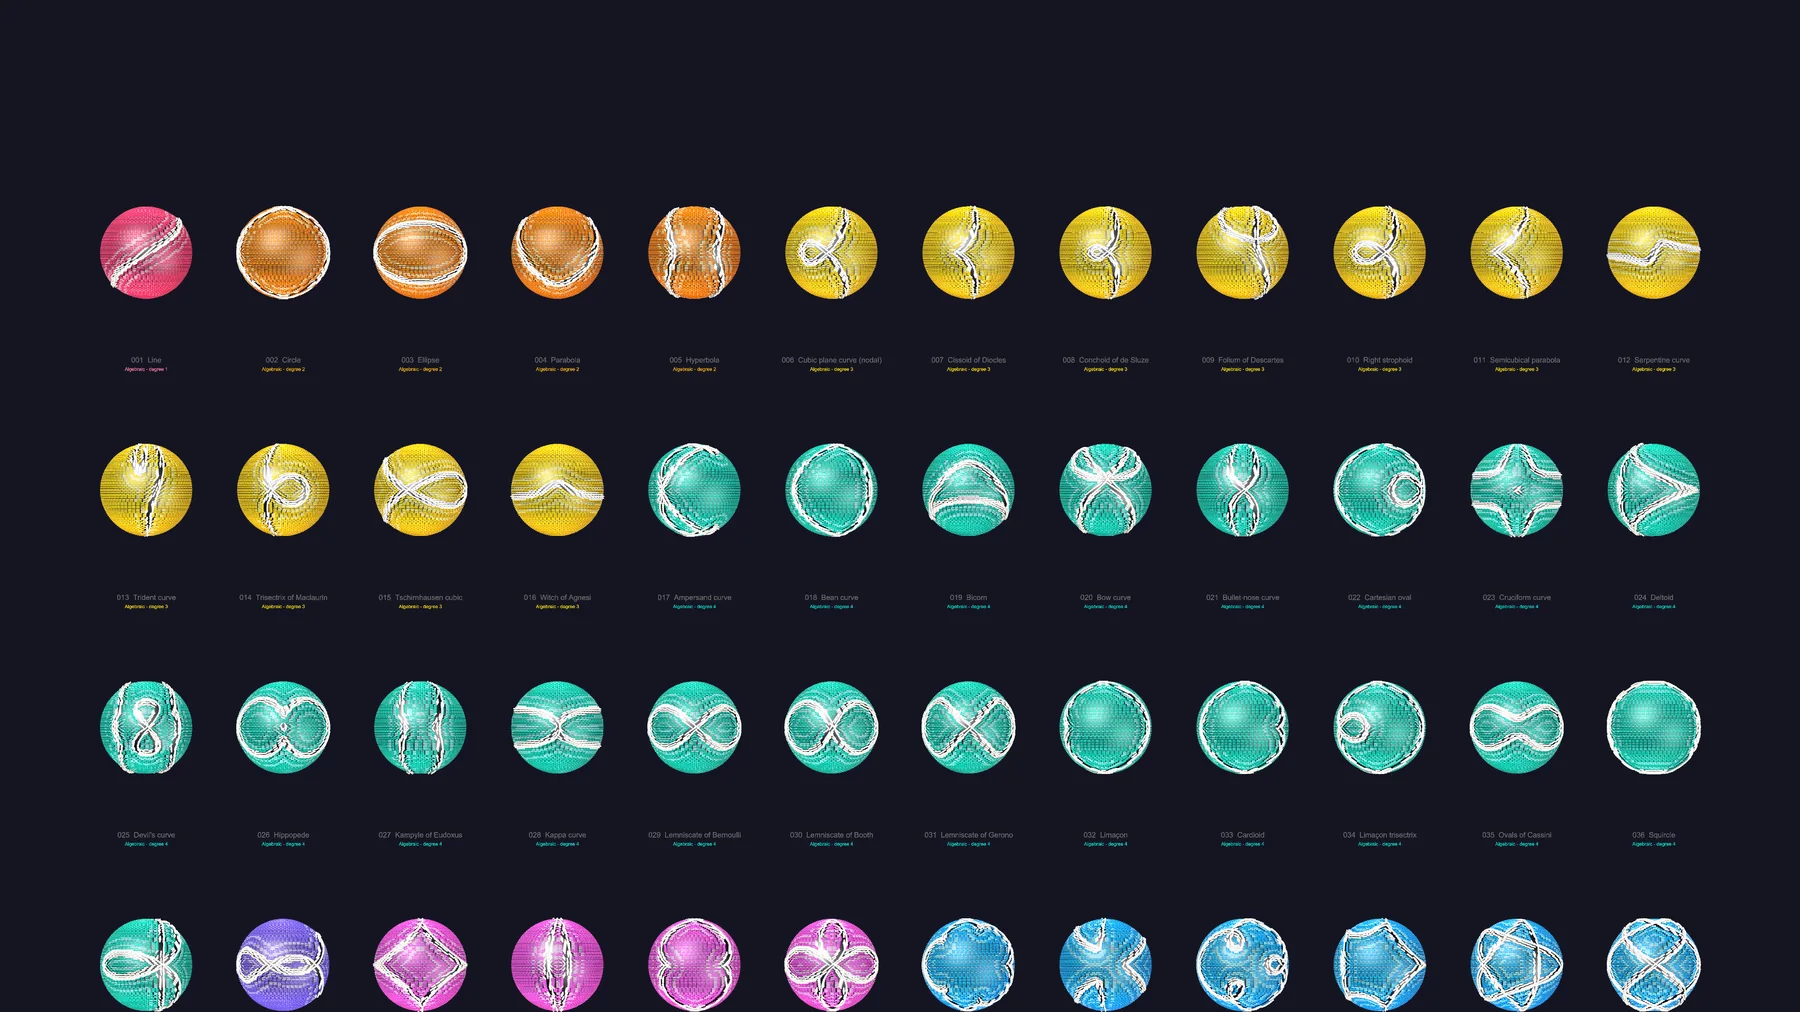 001 Line
Algebraic - degree 1
002 Circle
Algebraic - degree 2
003 Ellipse
Algebraic - degree 2
004 Parabola
Algebraic - degree 2
005 Hyperbola
Algebraic - degree 2
006 Cubic plane curve (nodal)
Algebraic - degree 3
007 Cissoid of Diocles
Algebraic - degree 3
008 Conchoid of de Sluze
Algebraic - degree 3
009 Folium of Descartes
Algebraic - degree 3
010 Right strophoid
Algebraic - degree 3
011 Semicubical parabola
Algebraic - degree 3
012 Serpentine curve
Algebraic - degree 3
013 Trident curve
Algebraic - degree 3
014 Trisectrix of Maclaurin
Algebraic - degree 3
015 Tschirnhausen cubic
Algebraic - degree 3
016 Witch of Agnesi
Algebraic - degree 3
017 Ampersand curve
Algebraic - degree 4
018 Bean curve
Algebraic - degree 4
019 Bicorn
Algebraic - degree 4
020 Bow curve
Algebraic - degree 4
021 Bullet-nose curve
Algebraic - degree 4
022 Cartesian oval
Algebraic - degree 4
023 Cruciform curve
Algebraic - degree 4
024 Deltoid
Algebraic - degree 4
025 Devil's curve
Algebraic - degree 4
026 Hippopede
Algebraic - degree 4
027 Kampyle of Eudoxus
Algebraic - degree 4
028 Kappa curve
Algebraic - degree 4
029 Lemniscate of Bernoulli
Algebraic - degree 4
030 Lemniscate of Booth
Algebraic - degree 4
031 Lemniscate of Gerono
Algebraic - degree 4
032 Limaçon
Algebraic - degree 4
033 Cardioid
Algebraic - degree 4
034 Limaçon trisectrix
Algebraic - degree 4
035 Ovals of Cassini
Algebraic - degree 4
036 Squircle
Algebraic - degree 4